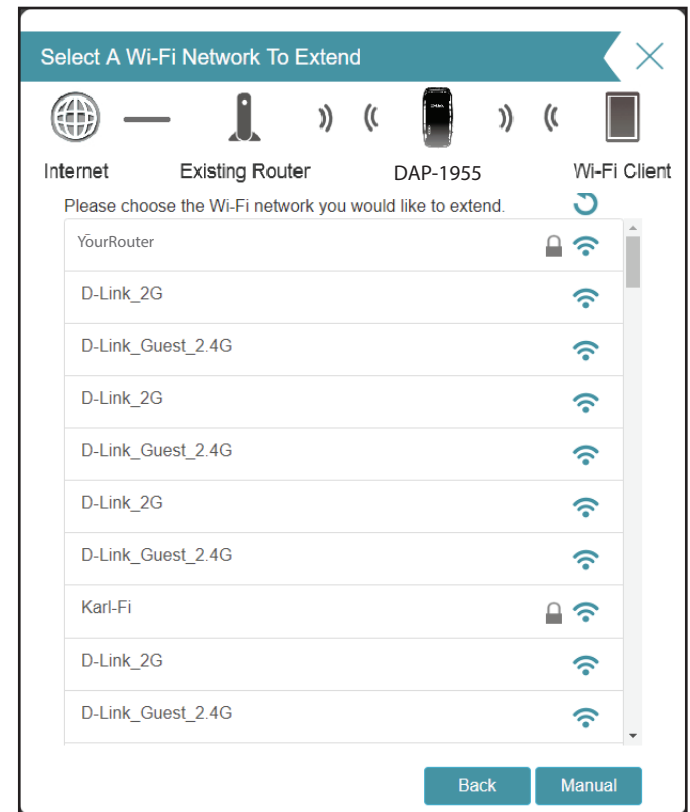 Select A Wi-Fi Network To Extend
Internet Existing Router DAP-1955 Wi-Fi Client
Please choose the Wi-Fi network you would like to extend.
YourRouter
D-Link_2G
D-Link_Guest_2.4G
D-Link_2G
D-Link_Guest_2.4G
D-Link_2G
D-Link_Guest_2.4G
Karl-Fi
D-Link_2G
D-Link_Guest_2.4G
Back Manual